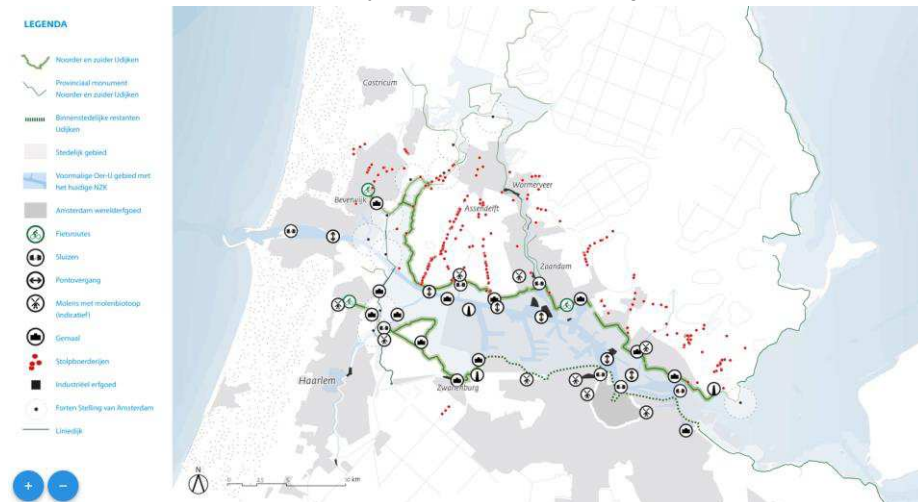 LEGENDA
Noorder en zuider IJdijken
Provinciaal monument
Noorder en zuider IJdijken
Binnenstedelijke restanten
IJdijken
Stedelijk gebied
Voormalige Oer-IJ gebied met
het huidige NZK
Amsterdam werelderfgoed
Fietsroutes
Sluizen
Pontovergang
Molens met molenbiotoop
(indicatief)
Gemaal
Stolpboerderijen
Industriëel erfgoed
Forten Stelling van Amsterdam
Liniedijk
Castricum
Wormerveer
Beverwijk
Assendelft
Zaandam
Haarlem
Zwanenburg
N
0
km
+
−